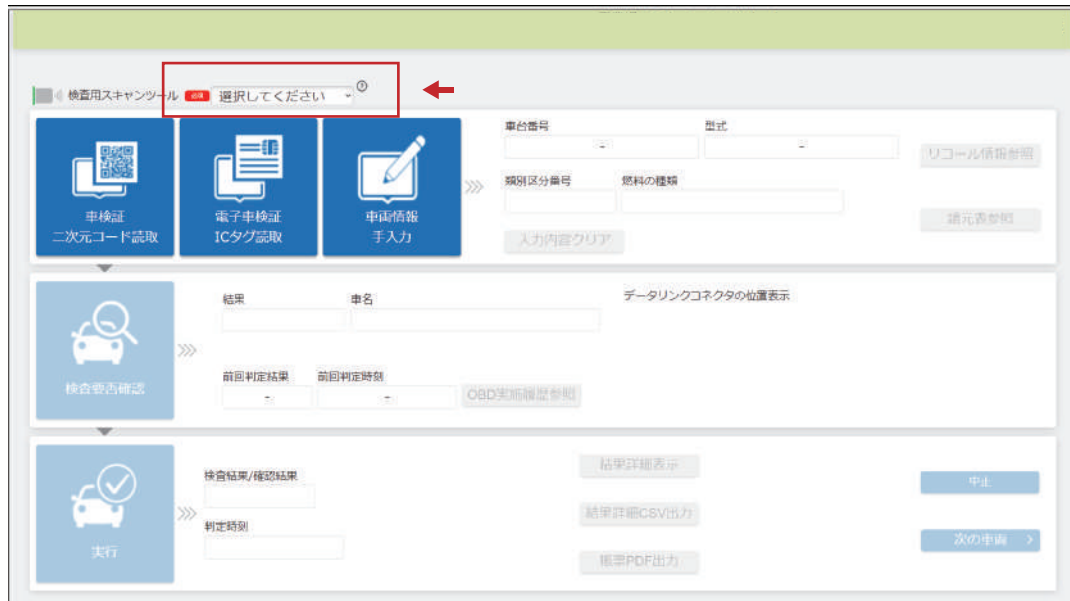 検査用スキャンツール 必須 選択してください
車検証
二次元コード読取
電子車検証
ICタグ読取
車両情報
手入力
車台番号 型式
- -
リコール情報参照
類別区分番号 燃料の種類
諸元表参照
入力内容クリア
検査要否確認
結果 車名 データリンクコネクタの位置表示
前回判定結果 前回判定時刻
- - OBD実施履歴参照
実行
検査結果/確認結果 結果詳細表示
中止
結果詳細CSV出力
判定時刻
次の車両
帳票PDF出力